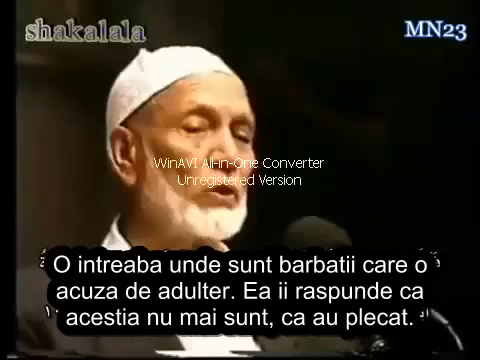 shakalala
MN23
WinAVI All-in-One Converter
Unregistered Version
O intreaba unde sunt barbatii care o
acuza de adulter. Ea ii raspunde ca
acestia nu mai sunt, ca au plecat.